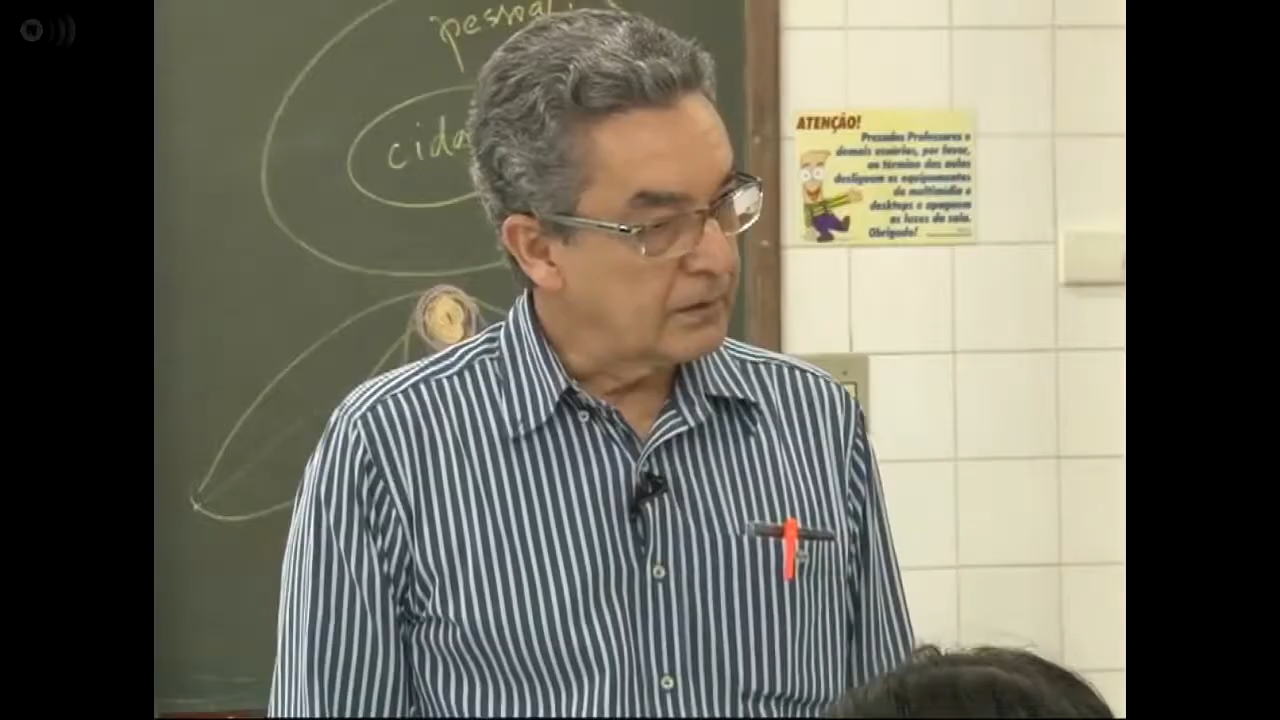 pessoa
cida
ATENÇÃO!
Prezados Professores e
demais usuários, por favor,
ao término das aulas
desliguem os equipamentos
de multimídia e
desktops e apaguem
as luzes da sala.
Obrigado!